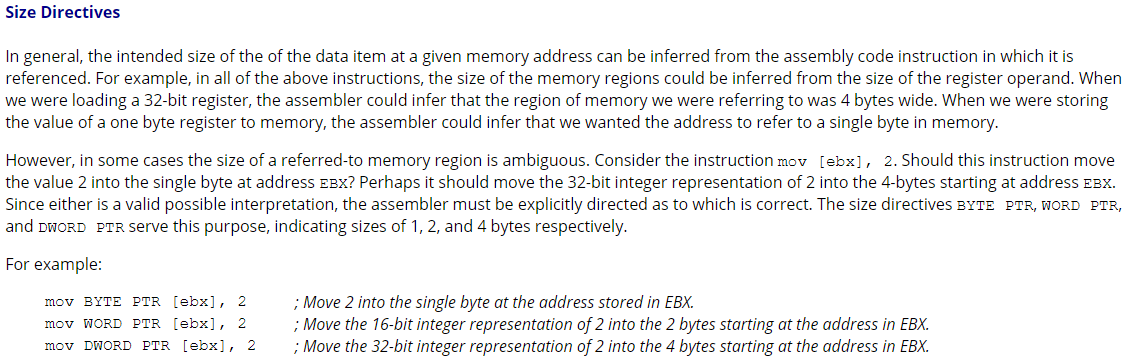 Size Directives
In general, the intended size of the of the data item at a given memory address can be inferred from the assembly code instruction in which it is
referenced. For example, in all of the above instructions, the size of the memory regions could be inferred from the size of the register operand. When
we were loading a 32-bit register, the assembler could infer that the region of memory we were referring to was 4 bytes wide. When we were storing
the value of a one byte register to memory, the assembler could infer that we wanted the address to refer to a single byte in memory.
However, in some cases the size of a referred-to memory region is ambiguous. Consider the instruction mov [ebx], 2. Should this instruction move
the value 2 into the single byte at address EBX? Perhaps it should move the 32-bit integer representation of 2 into the 4-bytes starting at address EBX.
Since either is a valid possible interpretation, the assembler must be explicitly directed as to which is correct. The size directives BYTE PTR, WORD PTR,
and DWORD PTR serve this purpose, indicating sizes of 1, 2, and 4 bytes respectively.
For example:
mov BYTE PTR [ebx], 2 ; Move 2 into the single byte at the address stored in EBX.
mov WORD PTR [ebx], 2 ; Move the 16-bit integer representation of 2 into the 2 bytes starting at the address in EBX.
mov DWORD PTR [ebx], 2 ; Move the 32-bit integer representation of 2 into the 4 bytes starting at the address in EBX.